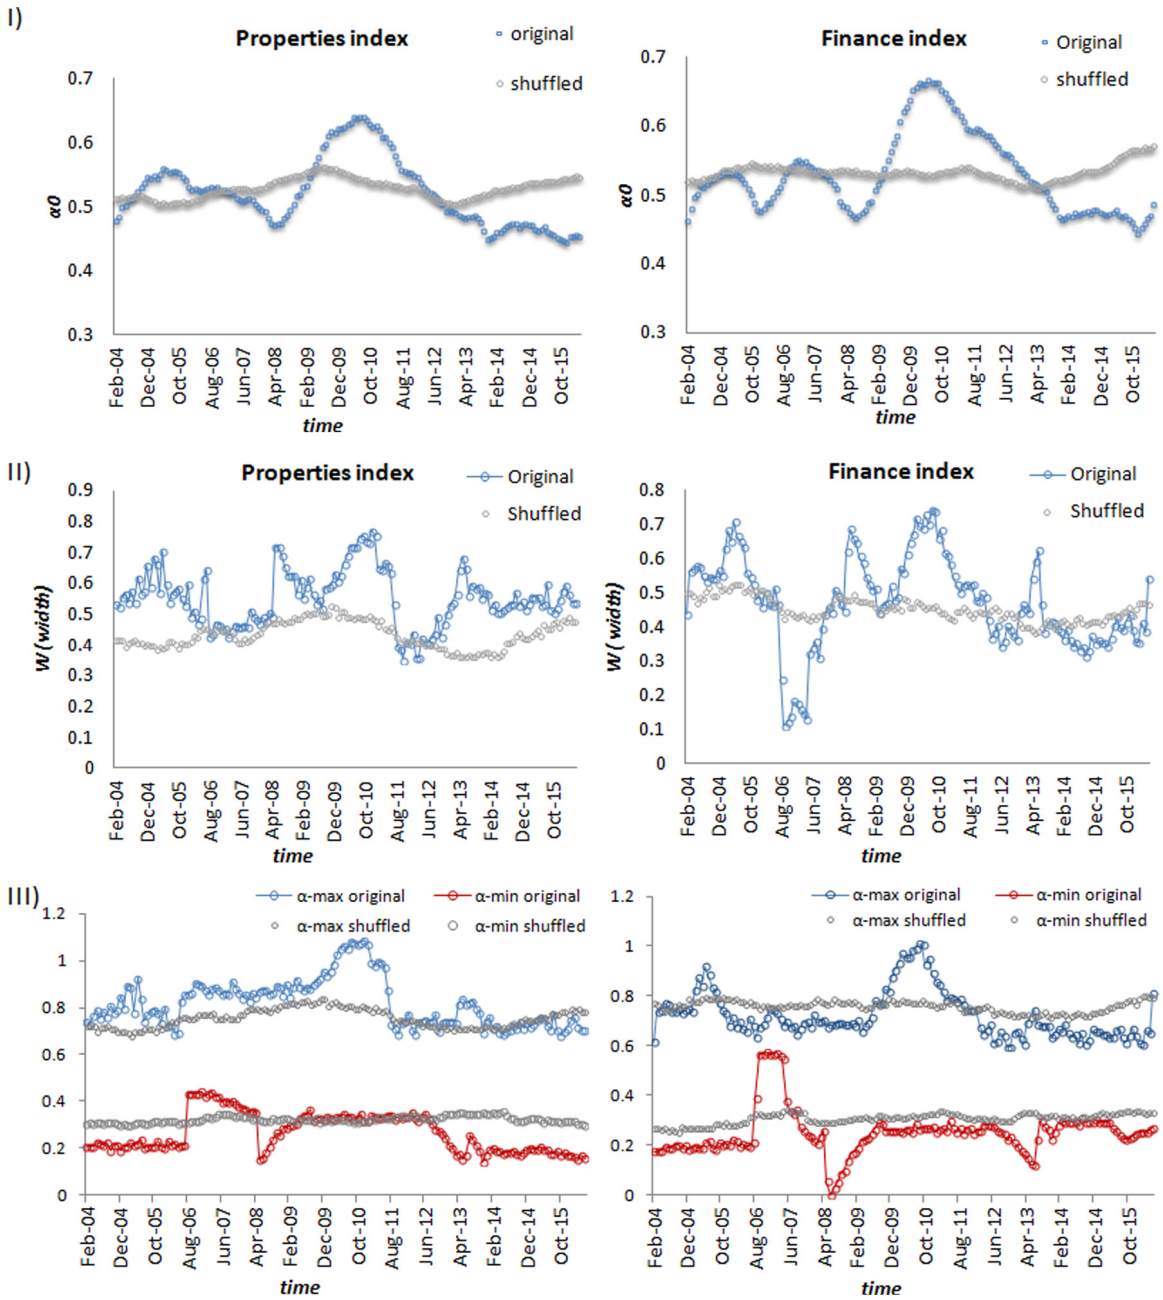 I)
Properties index
original
shuffled
0.7
0.6
0.5
0.4
0.3
α0
Feb-04
Dec-04
Oct-05
Aug-06
Jun-07
Apr-08
Feb-09
Dec-09
Oct-10
Aug-11
Jun-12
Apr-13
Feb-14
Dec-14
Oct-15
time
Finance index
Original
shuffled
0.7
0.6
0.5
0.4
0.3
α0
Feb-04
Dec-04
Oct-05
Aug-06
Jun-07
Apr-08
Feb-09
Dec-09
Oct-10
Aug-11
Jun-12
Apr-13
Feb-14
Dec-14
Oct-15
time
II)
Properties index
Original
Shuffled
0.9
0.8
0.7
0.6
0.5
0.4
0.3
0.2
0.1
0
W (width)
Feb-04
Dec-04
Oct-05
Aug-06
Jun-07
Apr-08
Feb-09
Dec-09
Oct-10
Aug-11
Jun-12
Apr-13
Feb-14
Dec-14
Oct-15
time
Finance index
Original
Shuffled
0.8
0.7
0.6
0.5
0.4
0.3
0.2
0.1
0
W ( width)
Feb-04
Dec-04
Oct-05
Aug-06
Jun-07
Apr-08
Feb-09
Dec-09
Oct-10
Aug-11
Jun-12
Apr-13
Feb-14
Dec-14
Oct-15
time
III)
α-max original
α-min original
α-max shuffled
α-min shuffled
1.2
1
0.8
0.6
0.4
0.2
0
Feb-04
Dec-04
Oct-05
Aug-06
Jun-07
Apr-08
Feb-09
Dec-09
Oct-10
Aug-11
Jun-12
Apr-13
Feb-14
Dec-14
Oct-15
time
α-max original
α-min original
α-max shuffled
α-min shuffled
1.2
1
0.8
0.6
0.4
0.2
0
Feb-04
Dec-04
Oct-05
Aug-06
Jun-07
Apr-08
Feb-09
Dec-09
Oct-10
Aug-11
Jun-12
Apr-13
Feb-14
Dec-14
Oct-15
time